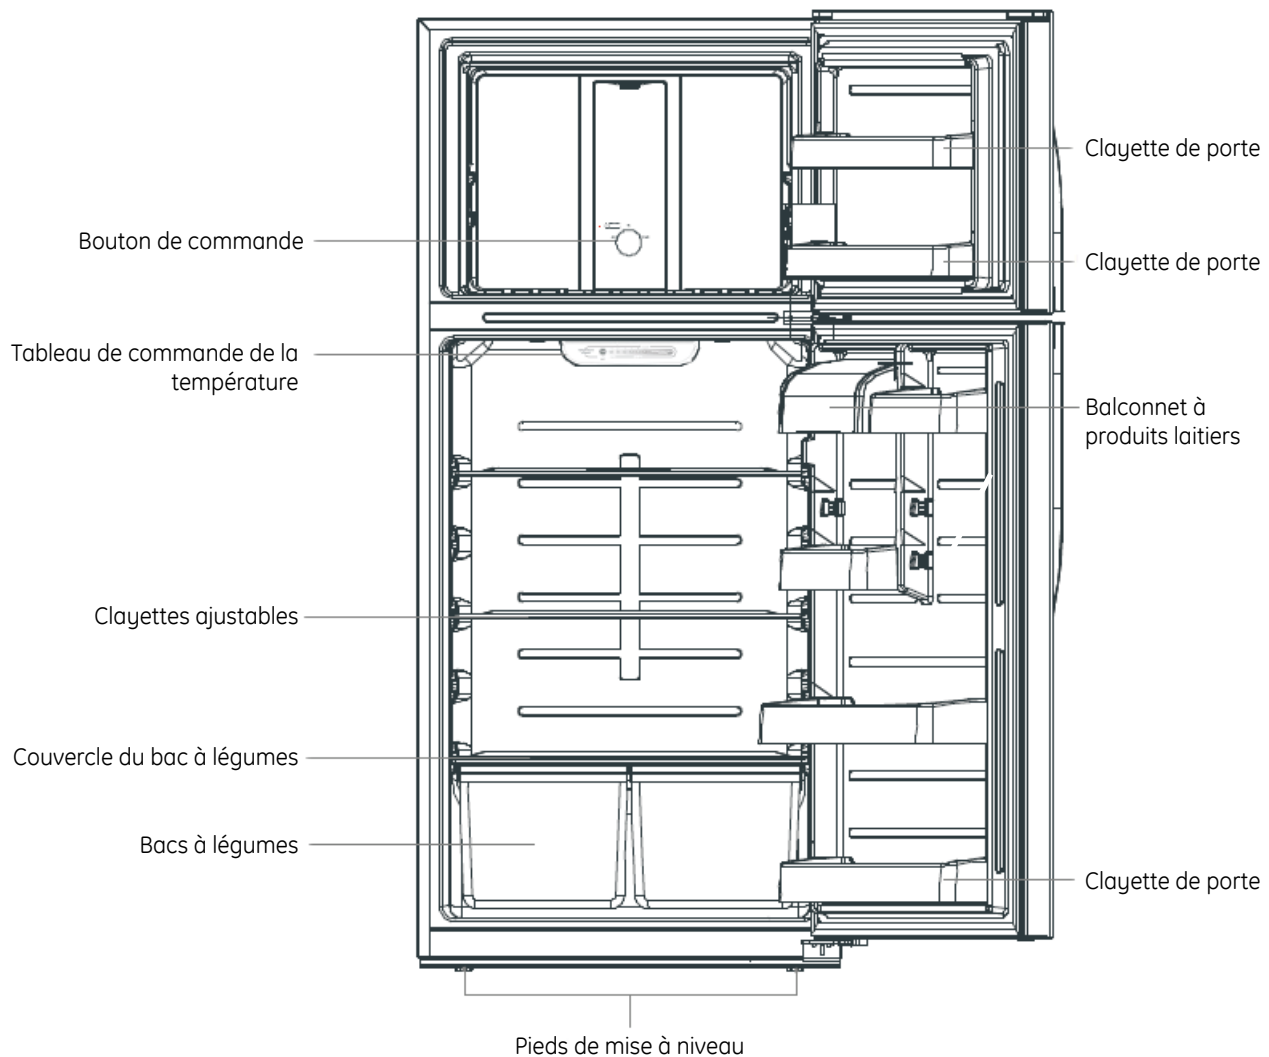 Clayette de porte
Bouton de commande
Clayette de porte
Tableau de commande de la
température
Balconnet à
produits laitiers
Clayettes ajustables
Couvercle du bac à légumes
Bacs à légumes
Clayette de porte
Pieds de mise à niveau